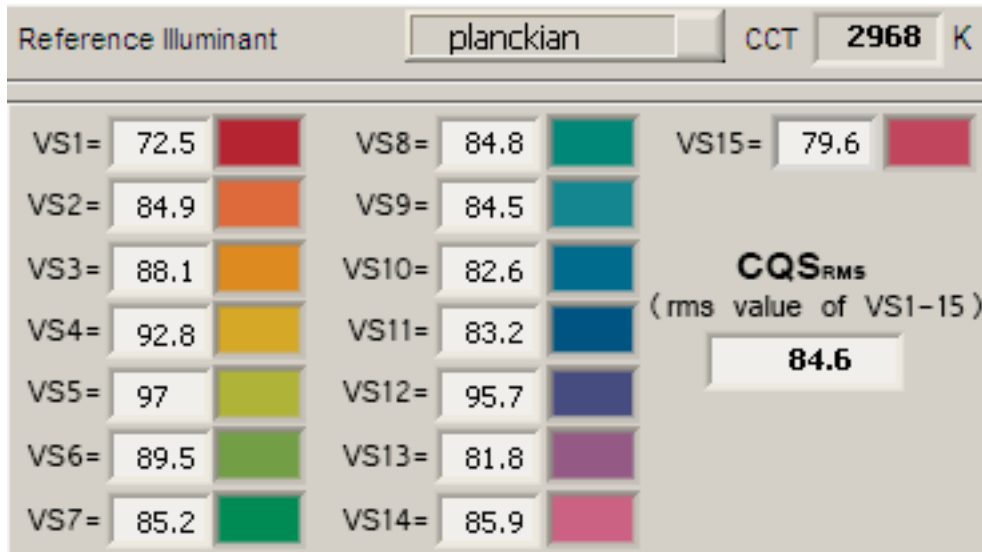 Reference Illuminant planckian CCT 2968 K
VS1= 72.5 VS8= 84.8 VS15= 79.6
VS2= 84.9 VS9= 84.5
VS3= 88.1 VS10= 82.6 CQSRMS
(rms value of VS1-15)
VS4= 92.8 VS11= 83.2
84.6
VS5= 97 VS12= 95.7
VS6= 89.5 VS13= 81.8
VS7= 85.2 VS14= 85.9